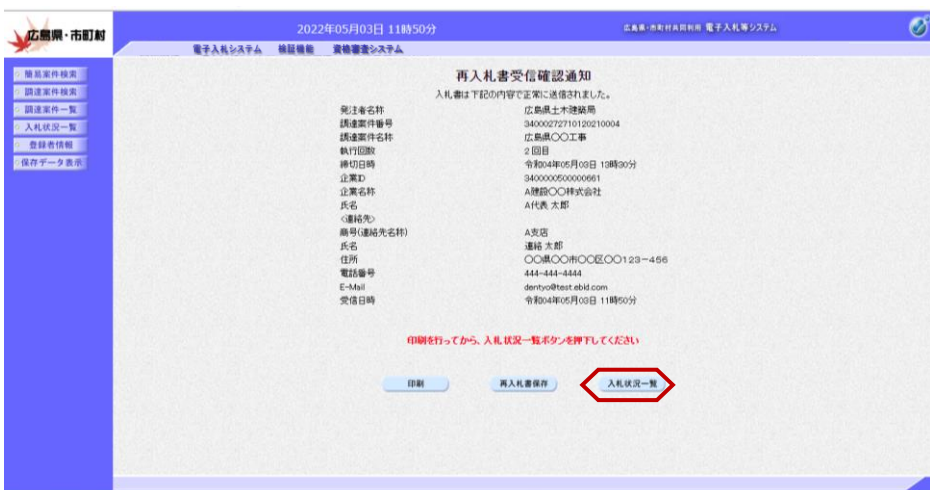 広島県・市町村
2022年05月03日 11時50分
広島県・市町村共同利用 電子入札等システム
電子入札システム 検証機能 資格審査システム
簡易案件検索
調達案件検索
調達案件一覧
入札状況一覧
登録者情報
保存データ表示
再入札書受信確認通知
入札書は下記の内容で正常に送信されました。
発注者名称 広島県土木建築局
調達案件番号 34000272710120210004
調達案件名称 広島県〇〇工事
執行回数 2 回目
締切日時 令和04年05月03日 13時30分
企業ID 3400000500000661
企業名称 A建設〇〇株式会社
氏名 A代表 太郎
<連絡先>
商号(連絡先名称) A支店
氏名 連絡 太郎
住所 〇〇県〇〇市〇〇区〇〇123-456
電話番号 444-444-4444
E-Mail dentyo@test.ebid.com
受信日時 令和04年05月03日 11時50分
印刷を行ってから、入札状況一覧ボタンを押下してください
印刷 再入札書保存 入札状況一覧